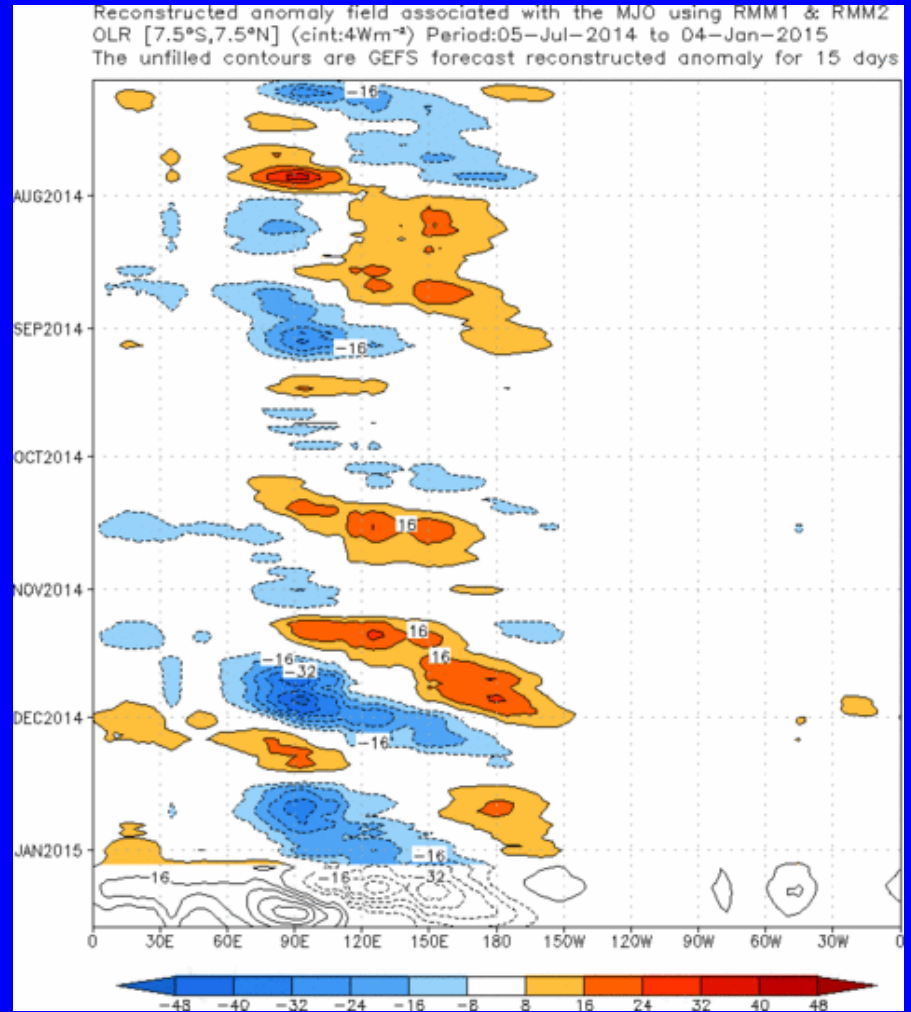 Reconstructed anomaly field associated with the MJO using RMM1 & RMM2
OLR [7.5°S,7.5°N] (cint:4Wm⁻²) Period:05-Jul-2014 to 04-Jan-2015
The unfilled contours are GEFS forecast reconstructed anomaly for 15 days
-16
AUG2014
SEP2014
-16
OCT2014
16
NOV2014
16
16
-16
-32
DEC2014
-16
JAN2015
-16
16
-16
-32
0 30E 60E 90E 120E 150E 180 150W 120W 90W 60W 30W 0
-48 -40 -32 -24 -16 -8 8 16 24 32 40 48